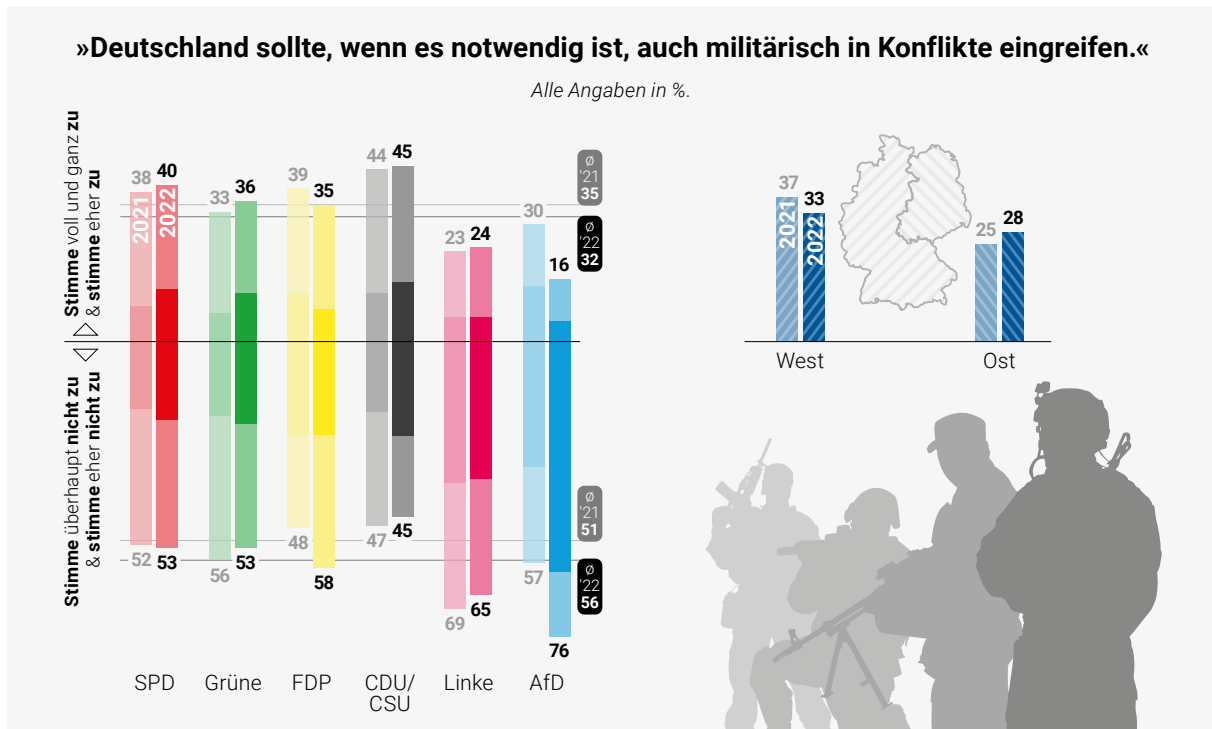 »Deutschland sollte, wenn es notwendig ist, auch militärisch in Konflikte eingreifen.«
Alle Angaben in %.
Stimme voll und ganz zu
& stimme eher zu
Stimme überhaupt nicht zu
& stimme eher nicht zu
38 40
2021 2022
52 53
SPD
33 36
56 53
Grüne
39 35
48 58
FDP
44 45
47 45
CDU/
CSU
23 24
69 65
Linke
30 16
57 76
AfD
ø
'21
35
ø
'22
32
ø
'21
51
ø
'22
56
37 33
2021 2022
West
25 28
Ost